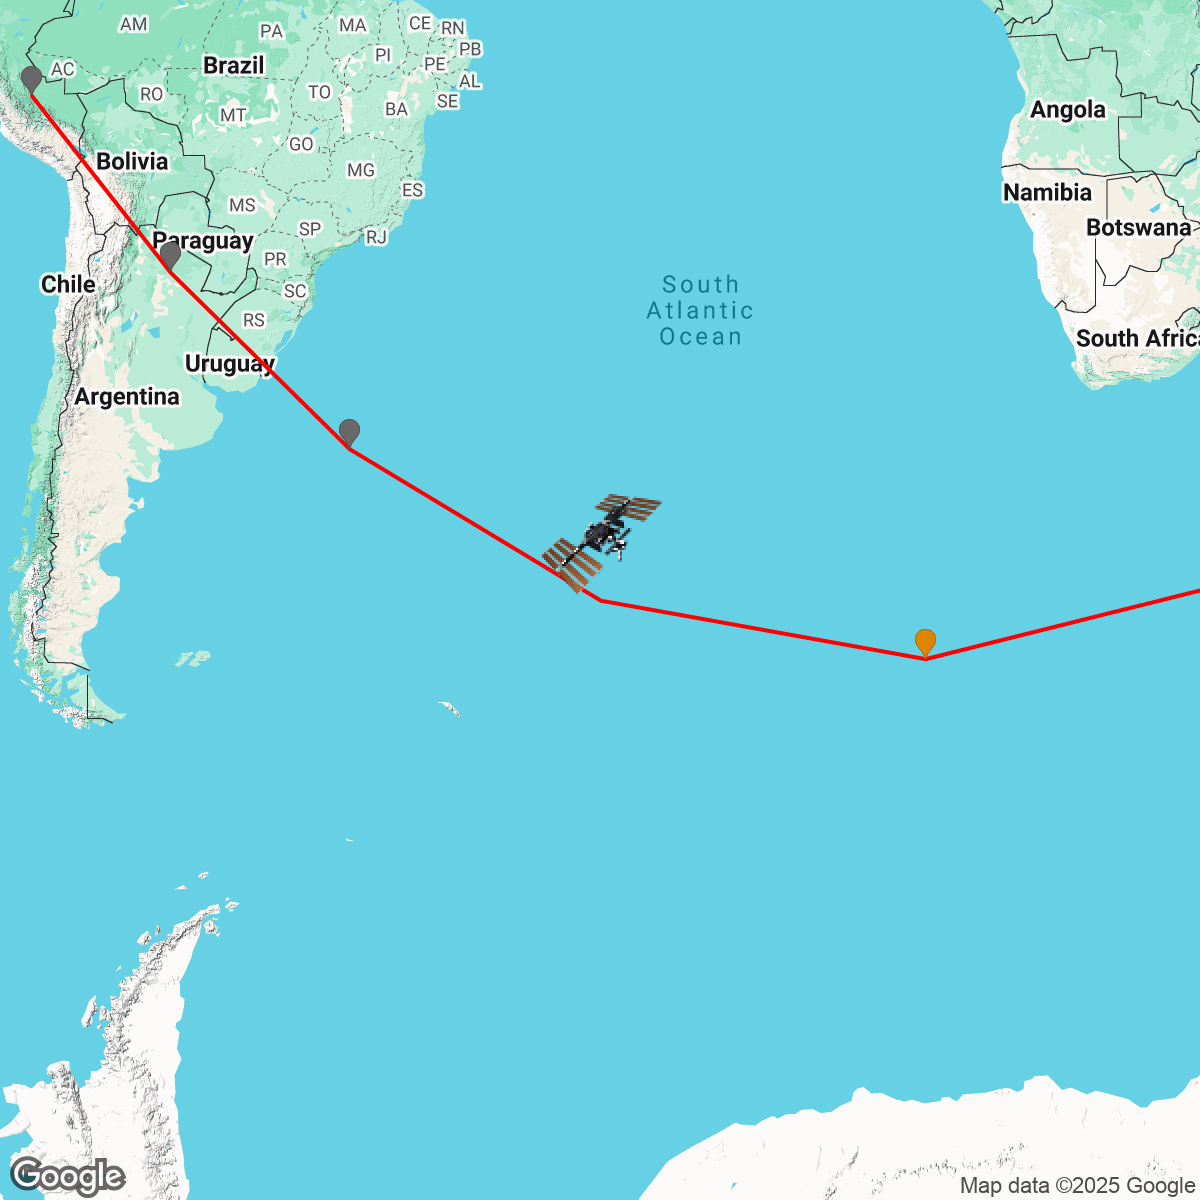 AM
PA
MA
CE
RN
PB
PI
PE
AL
SE
AC
Brazil
TO
RO
BA
MT
GO
Bolivia
MG
ES
MS
SP
Paraguay
RJ
PR
Chile
SC
RS
Uruguay
Argentina
South
Atlantic
Ocean
Angola
Namibia
Botswana
South Africa
Google
Map data ©2025 Google